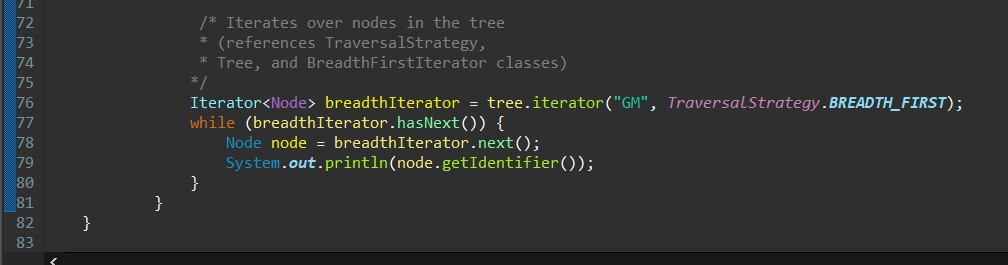 71
72 /* Iterates over nodes in the tree
73 * (references TraversalStrategy,
74 * Tree, and BreadthFirstIterator classes)
75 */
76 Iterator<Node> breadthIterator = tree.iterator("GM", TraversalStrategy.BREADTH_FIRST);
77 while (breadthIterator.hasNext()) {
78 Node node = breadthIterator.next();
79 System.out.println(node.getIdentifier());
80 }
81 }
82 }
83